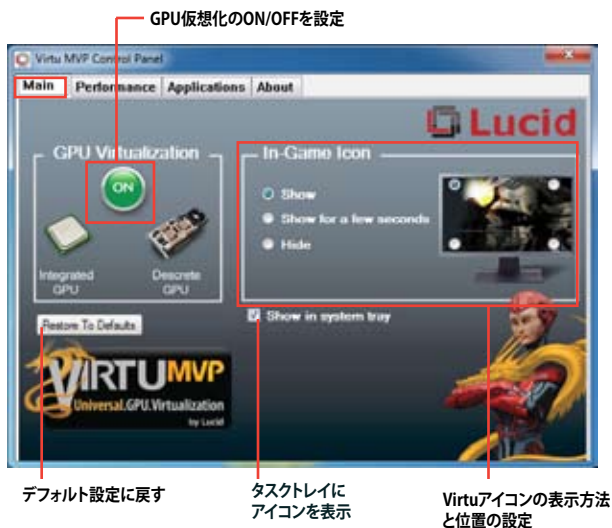 GPU仮想化のON/OFFを設定
Virtu MVP Control Panel
Main Performance Applications About
Lucid
GPU Virtualization
In-Game Icon
ON
Show
Show for a few seconds
Hide
Integrated
GPU
Descrete
GPU
Restore To Defaults
Show in system tray
VIRTU MVP
Universal.GPU.Virtualization
by Lucid
デフォルト設定に戻す
タスクトレイに
アイコンを表示
Virtuアイコンの表示方法
と位置の設定